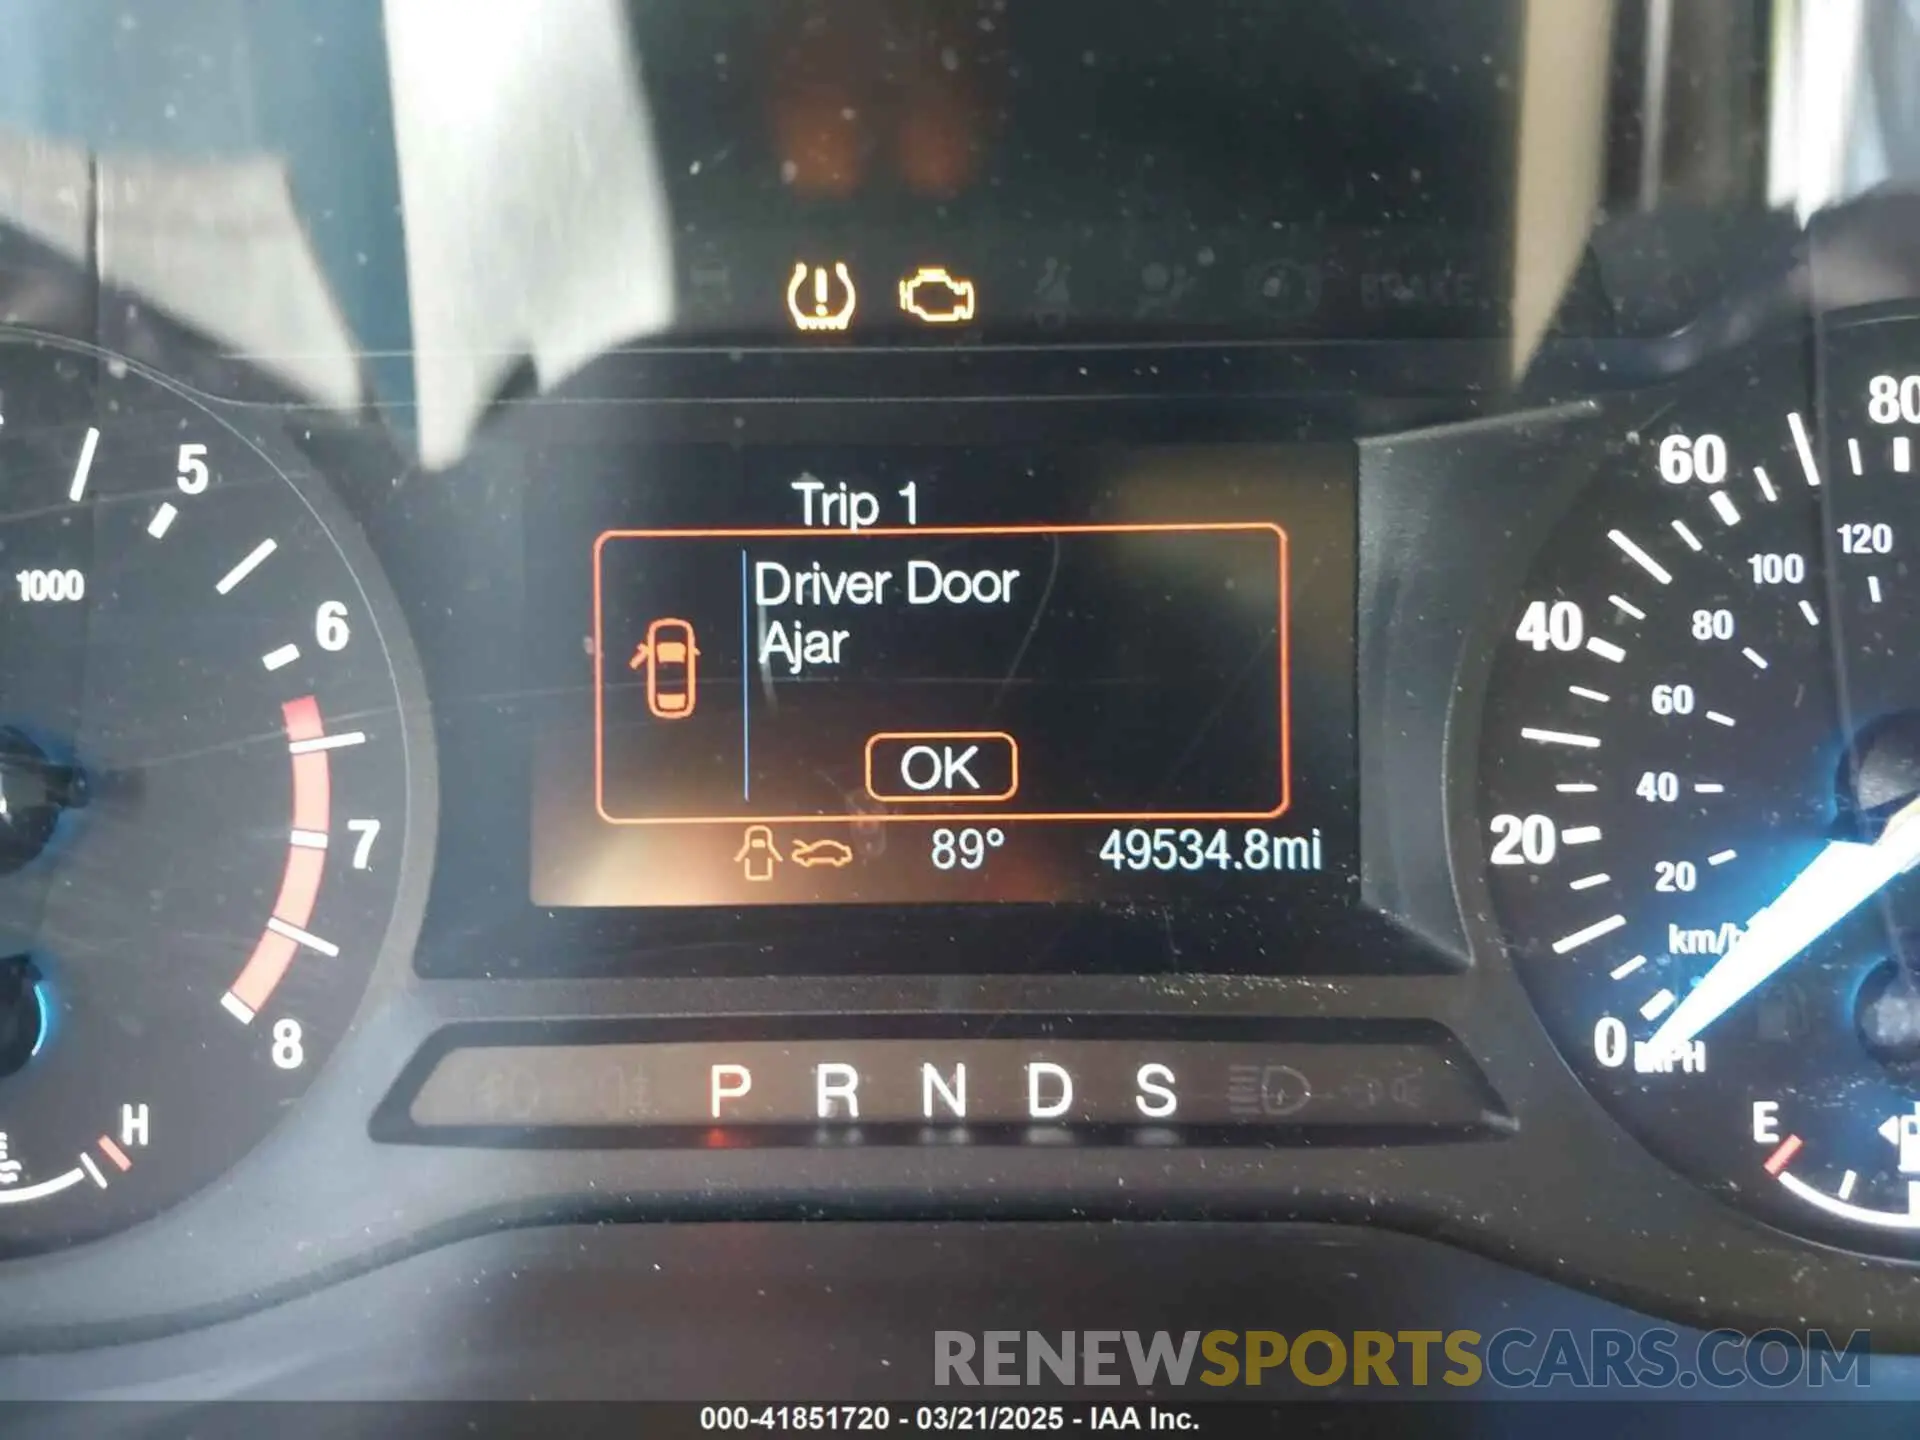 BRAKE
5
6
7
8
1000
H
Trip 1
Driver Door
Ajar
OK
89° 49534.8mi
P R N D S
80
60
40
20
0
MPH
120
100
80
60
40
20
km/h
E
RENEWSPORTSCARS.COM
000-41851720 - 03/21/2025 - IAA Inc.